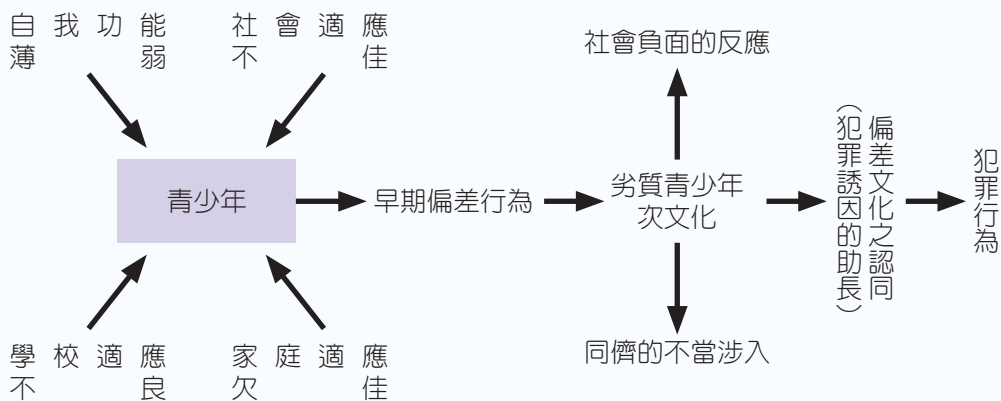 自我功能
薄弱
社會適應
不佳
社會負面的反應
青少年
早期偏差行為
劣質青少年
次文化
偏差文化之認同
（犯罪誘因的助長）
犯罪行為
學校適應
不良
家庭適應
欠佳
同儕的不當涉入